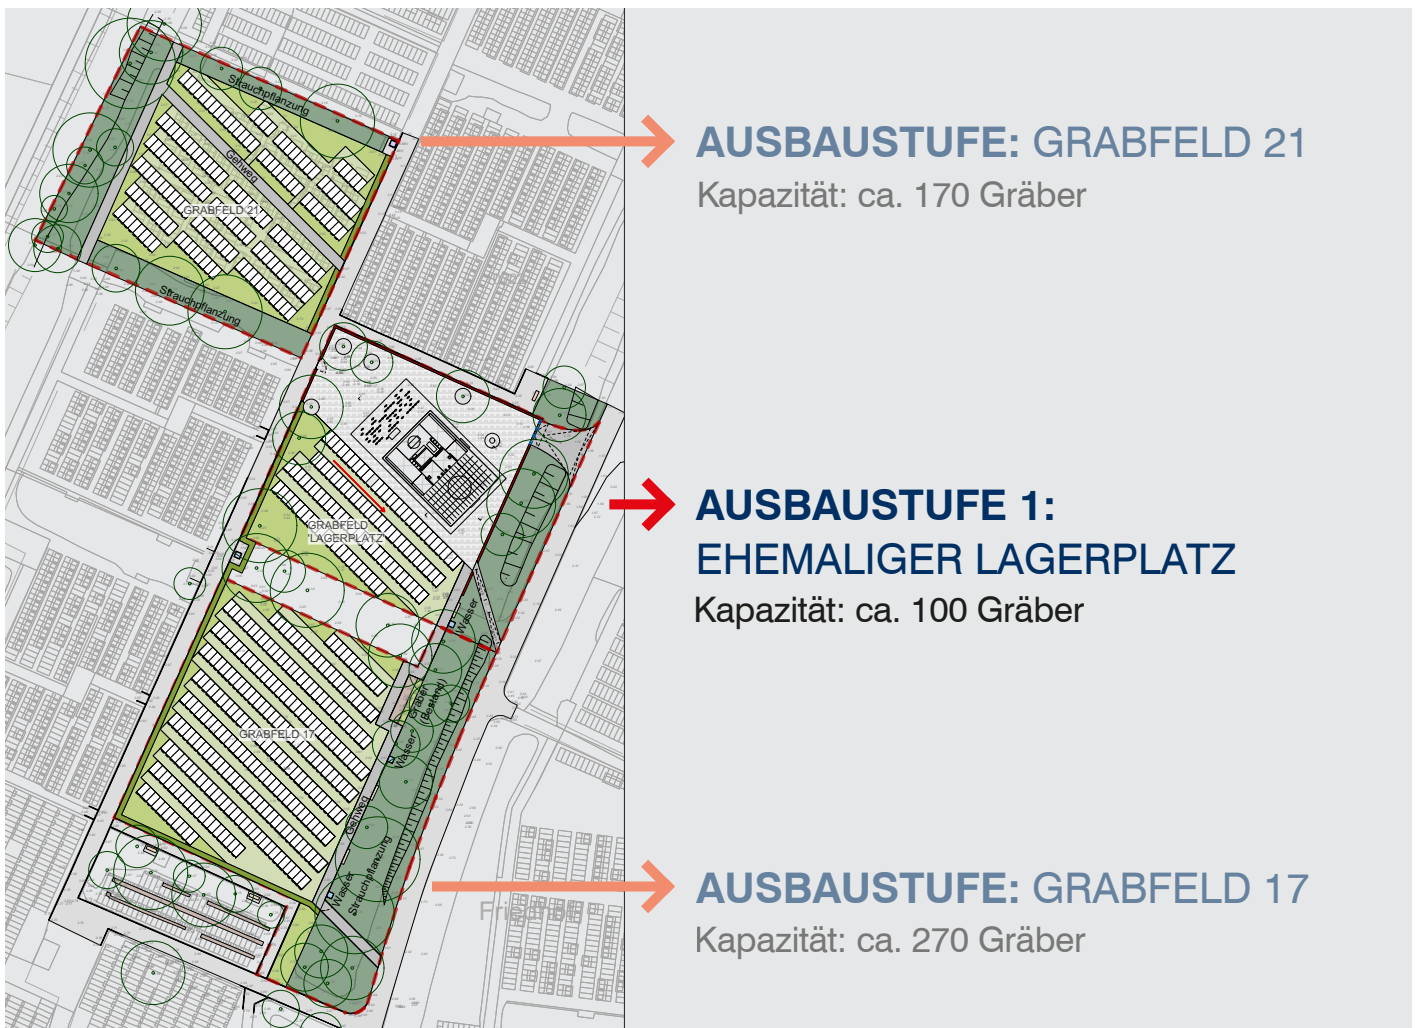 Strauchpflanzung
Gehweg
GRABFELD 21
Strauchpflanzung
GRABFELD
"LAGERPLATZ"
Wasser
Gräber
(Bestand)
Wasser
GRABFELD 17
Gehweg
Wasser
Strauchpflanzung
AUSBAUSTUFE: GRABFELD 21
Kapazität: ca. 170 Gräber
AUSBAUSTUFE 1:
EHEMALIGER LAGERPLATZ
Kapazität: ca. 100 Gräber
AUSBAUSTUFE: GRABFELD 17
Kapazität: ca. 270 Gräber